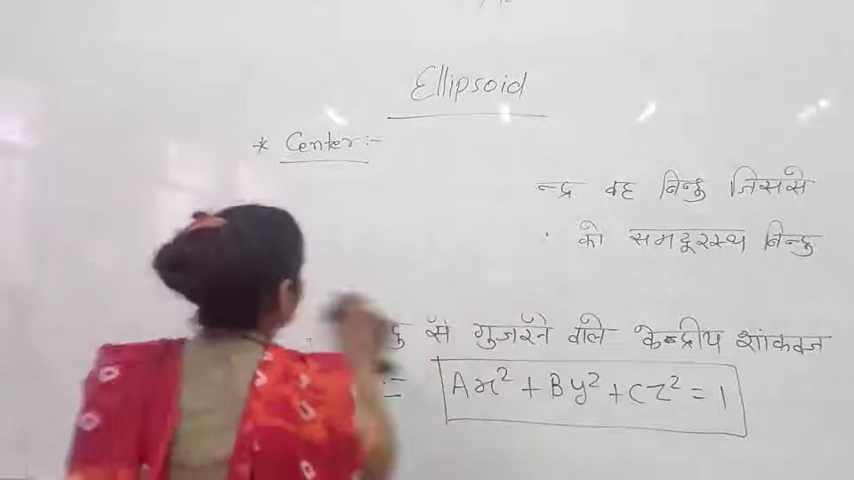 Ellipsoid
* Center :-
न्द्र वह बिन्दु जिससे
को समदूरस्थ बिन्दु
से गुजरने वाले केन्द्रीय शांकवज
:= Ax² + By² + Cz² = 1